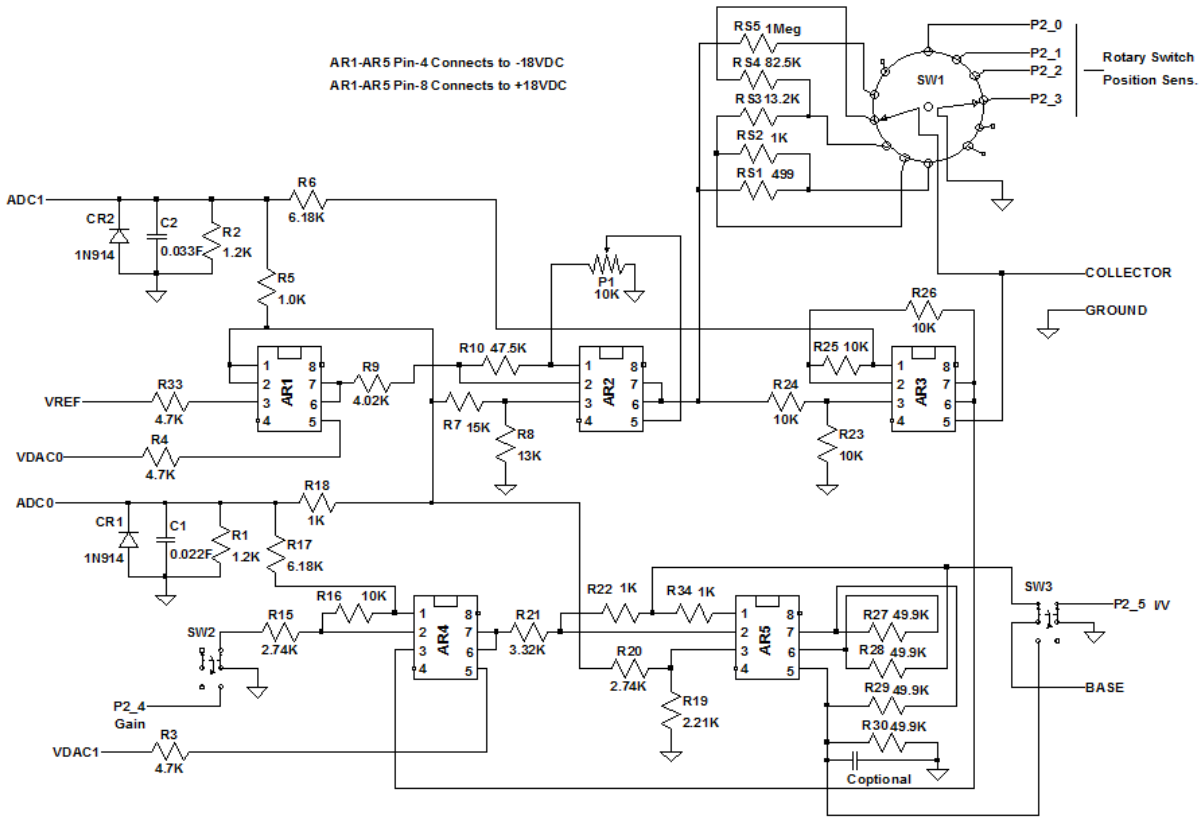 AR1-AR5 Pin-4 Connects to -18VDC
AR1-AR5 Pin-8 Connects to +18VDC
RS5 1Meg
RS4 82.5K
RS3 13.2K
RS2 1K
RS1 499
SW1
P2_0
P2_1
P2_2
P2_3
Rotary Switch
Position Sens.
ADC1
CR2
1N914
C2
0.033F
R2
1.2K
R6
6.18K
R5
1.0K
P1
10K
COLLECTOR
GROUND
R26
10K
VREF
R33
4.7K
VDAC0
R4
4.7K
1 8
2 7
3 6
4 5
AR1
R9
4.02K
R10 47.5K
R7 15K
R8
13K
1 8
2 7
3 6
4 5
AR2
R24
10K
R25 10K
R23
10K
1 8
2 7
3 6
4 5
AR3
ADC0
CR1
1N914
C1
0.022F
R1
1.2K
R18
1K
R17
6.18K
R16 10K
R15
2.74K
SW2
P2_4
Gain
VDAC1
R3
4.7K
1 8
2 7
3 6
4 5
AR4
R21
3.32K
R22 1K
R34 1K
R20
2.74K
R19
2.21K
1 8
2 7
3 6
4 5
AR5
R27 49.9K
R28
49.9K
R29 49.9K
R30 49.9K
Coptional
SW3
P2_5 I/V
BASE